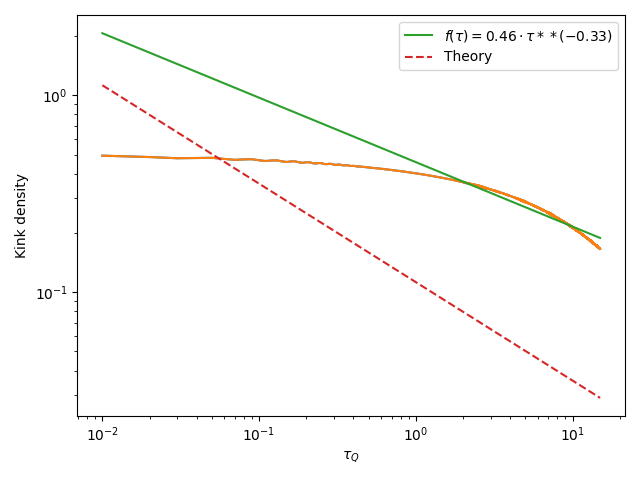 f(τ) = 0.46 · τ * *(−0.33)
Theory
10⁰
10⁻¹
Kink density
10⁻² 10⁻¹ 10⁰ 10¹
τ_Q